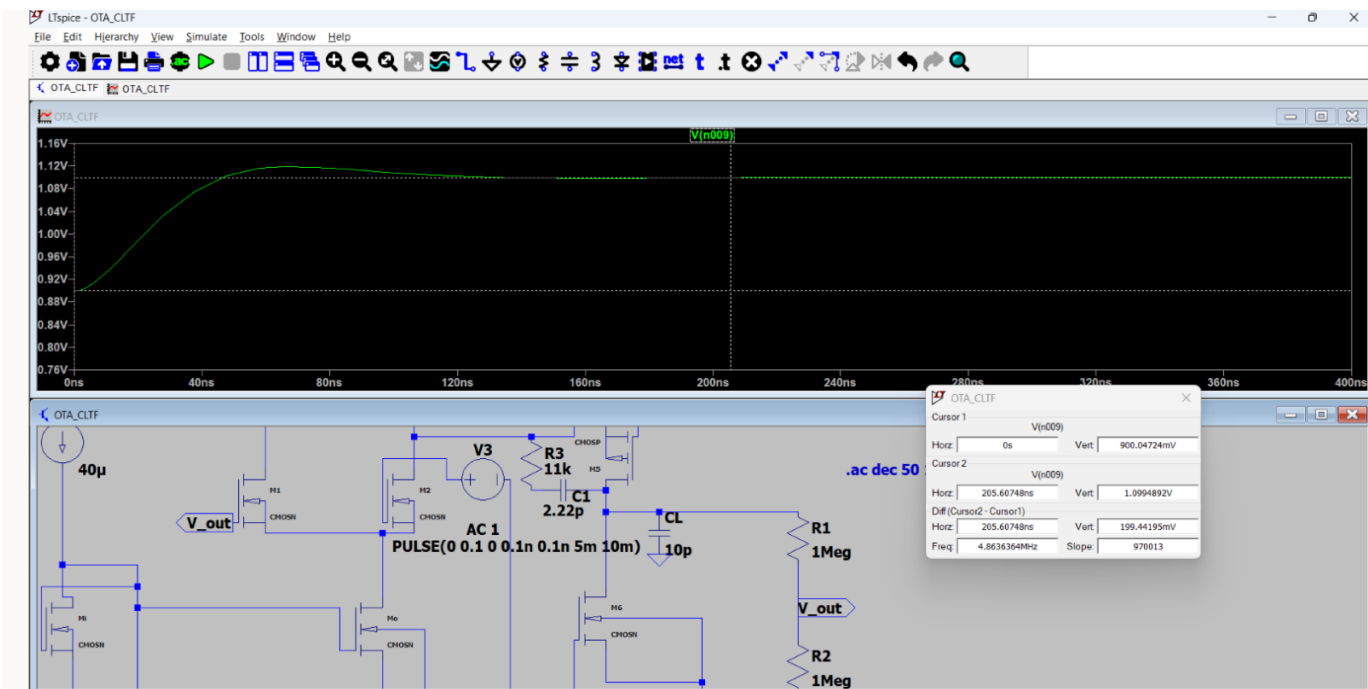 LTspice - OTA_CLTF
File Edit Hierarchy View Simulate Tools Window Help
OTA_CLTF OTA_CLTF
OTA_CLTF
V(n009)
1.16V
1.12V
1.08V
1.04V
1.00V
0.96V
0.92V
0.88V
0.84V
0.80V
0.76V
0ns 40ns 80ns 120ns 160ns 200ns 240ns 280ns 320ns 360ns 400ns
OTA_CLTF
Cursor 1
V(n009)
Horz: 0s Vert: 900.04724mV
Cursor 2
V(n009)
Horz: 205.60748ns Vert: 1.0994892V
Diff (Cursor2 - Cursor1)
Horz: 205.60748ns Vert: 199.44195mV
Freq: 4.8636364MHz Slope: 970013
OTA_CLTF
40µ
M1
CMOSN
V_out
M2
CMOSN
V3
AC 1
PULSE(0 0.1 0 0.1n 0.1n 5m 10m)
R3
11k
C1
2.22p
CMOSP
M5
CL
10p
.ac dec 50
R1
1Meg
V_out
R2
1Meg
Mi
CMOSN
Mo
CMOSN
M6
CMOSN